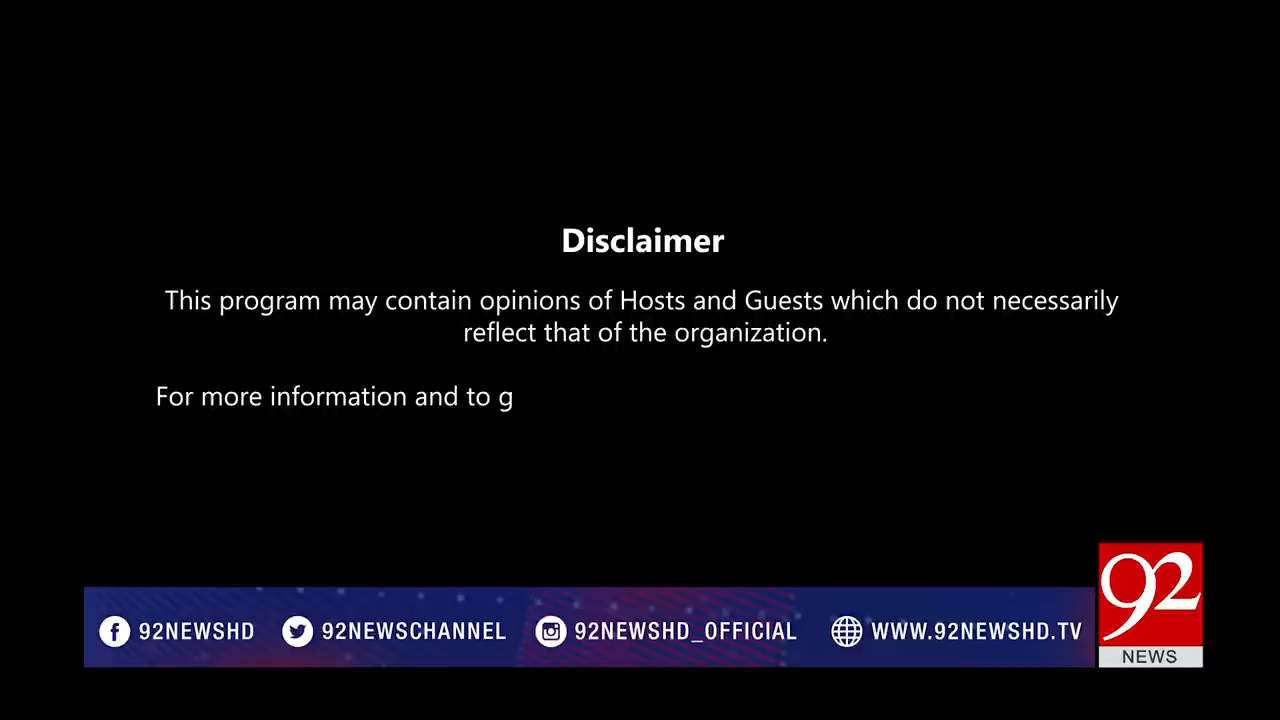 Disclaimer
This program may contain opinions of Hosts and Guests which do not necessarily
reflect that of the organization.
For more information and to g
92NEWSHD 92NEWSCHANNEL 92NEWSHD_OFFICIAL WWW.92NEWSHD.TV
92
NEWS